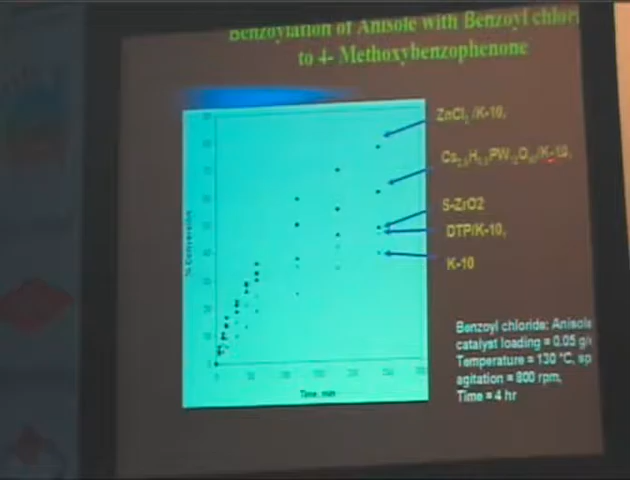 Benzoylation of Anisole with Benzoyl chlori
to 4- Methoxybenzophenone
ZnCl2 /K-10,
Cs2.5H0.5PW12O40/K-10,
S-ZrO2
DTP/K-10,
K-10
% Conversion
Time, min
Benzoyl chloride: Anisole
catalyst loading = 0.05 g/
Temperature = 130 °C, sp
agitation = 800 rpm,
Time = 4 hr